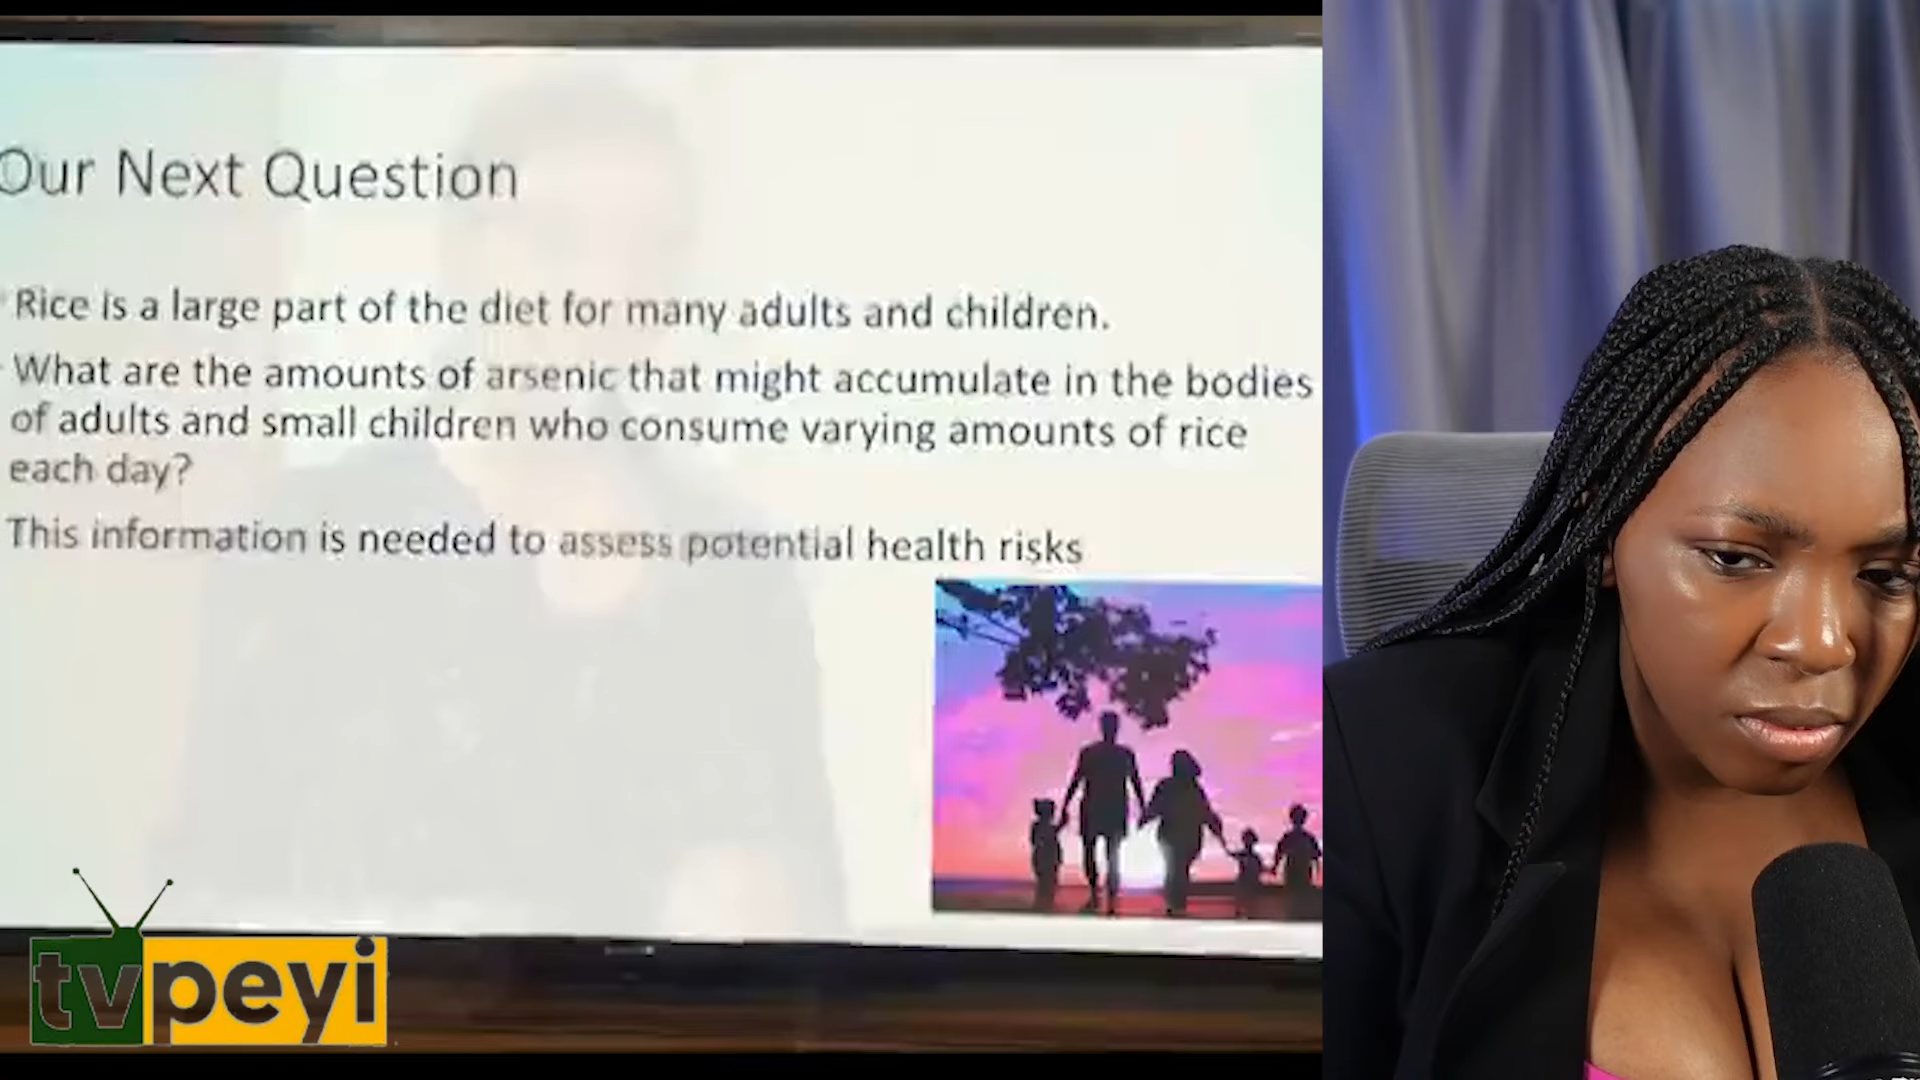 Our Next Question
Rice is a large part of the diet for many adults and children.
What are the amounts of arsenic that might accumulate in the bodies
of adults and small children who consume varying amounts of rice
each day?
This information is needed to assess potential health risks
tvpeyi